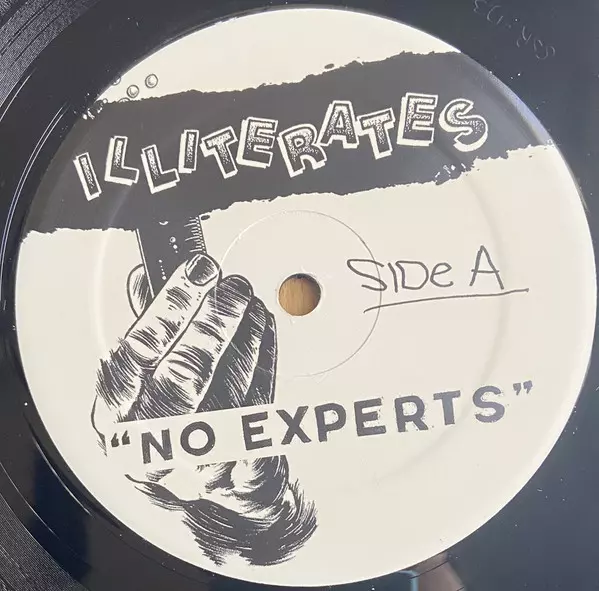 ILLITERATES
SIDe A
"NO EXPERTS"